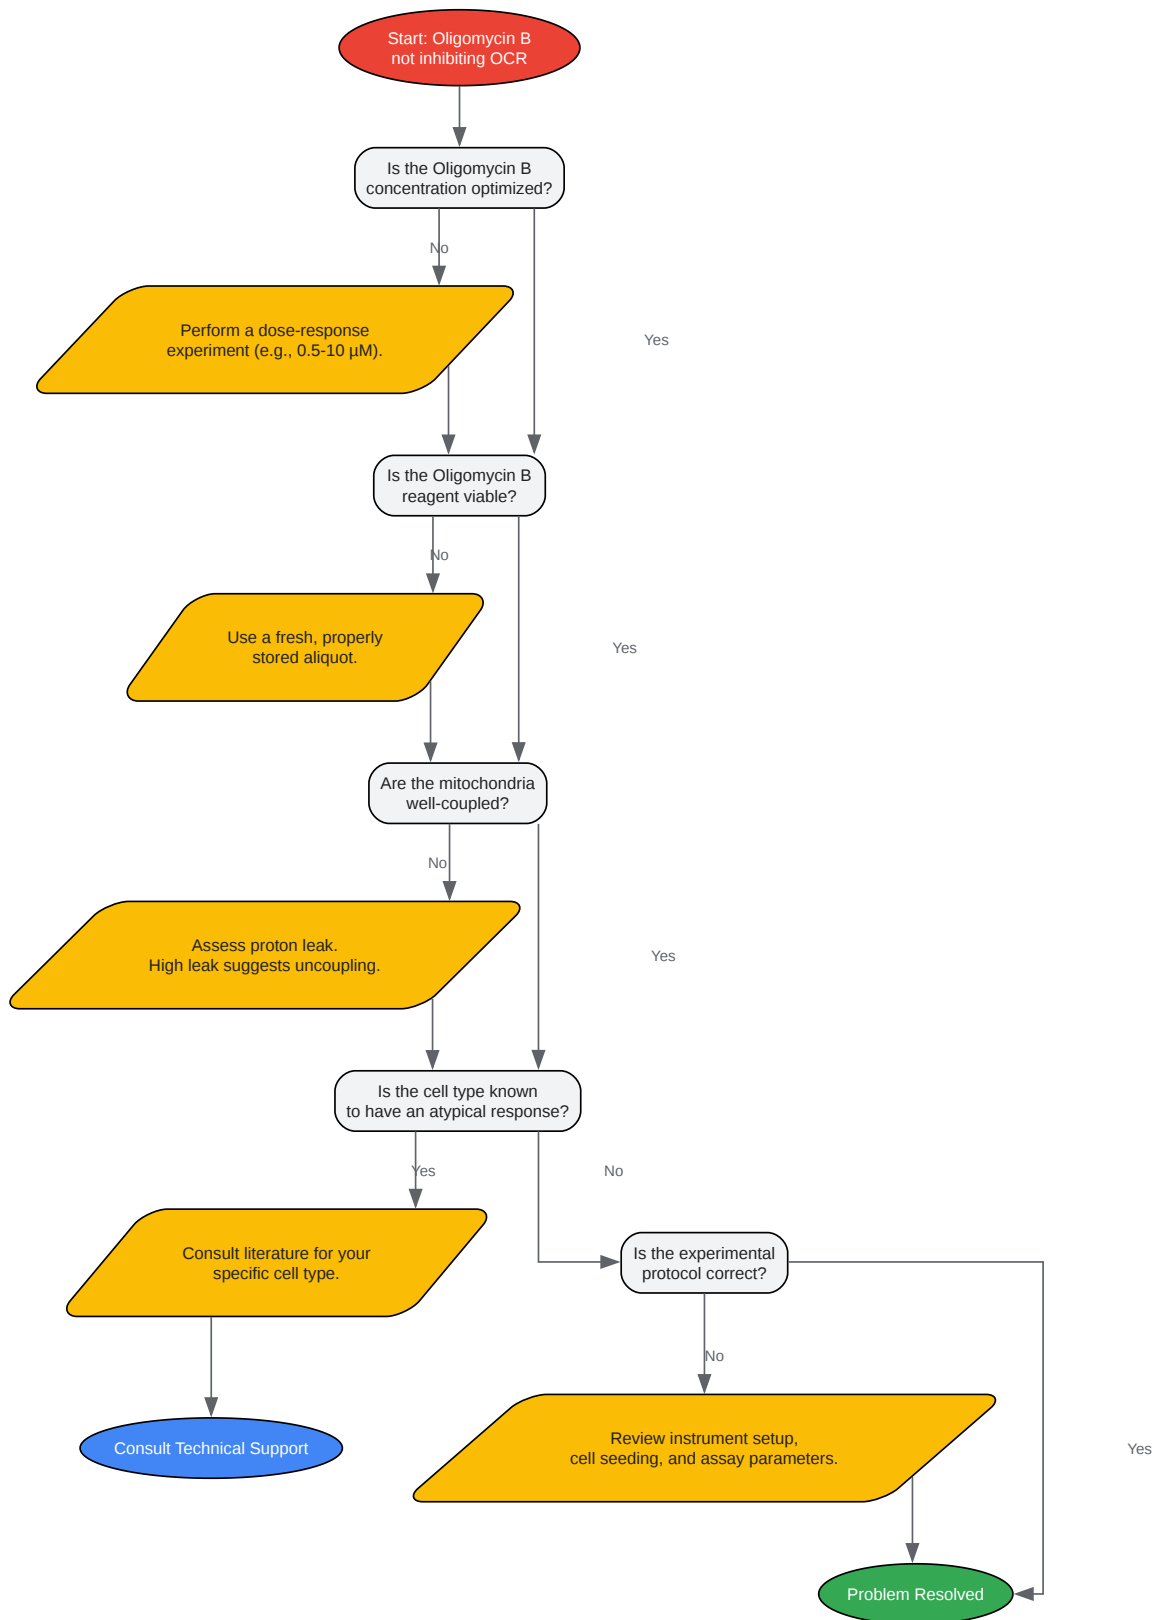 Start: Oligomycin B
not inhibiting OCR
Is the Oligomycin B
concentration optimized?
No
Perform a dose-response
experiment (e.g., 0.5-10 µM).
Yes
Is the Oligomycin B
reagent viable?
No
Use a fresh, properly
stored aliquot.
Yes
Are the mitochondria
well-coupled?
No
Assess proton leak.
High leak suggests uncoupling.
Yes
Is the cell type known
to have an atypical response?
Yes
No
Consult literature for your
specific cell type.
Is the experimental
protocol correct?
No
Consult Technical Support
Review instrument setup,
cell seeding, and assay parameters.
Yes
Problem Resolved